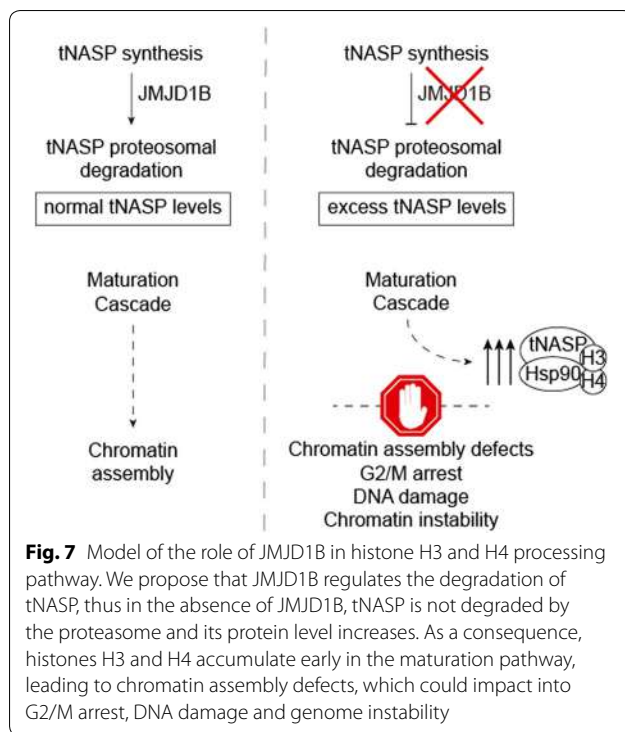 tNASP synthesis
JMJD1B
tNASP proteosomal
degradation
normal tNASP levels
Maturation
Cascade
Chromatin
assembly
tNASP synthesis
JMJD1B
tNASP proteosomal
degradation
excess tNASP levels
Maturation
Cascade
tNASP
H3
Hsp90
H4
Chromatin assembly defects
G2/M arrest
DNA damage
Chromatin instability
Fig. 7 Model of the role of JMJD1B in histone H3 and H4 processing
pathway. We propose that JMJD1B regulates the degradation of
tNASP, thus in the absence of JMJD1B, tNASP is not degraded by
the proteasome and its protein level increases. As a consequence,
histones H3 and H4 accumulate early in the maturation pathway,
leading to chromatin assembly defects, which could impact into
G2/M arrest, DNA damage and genome instability